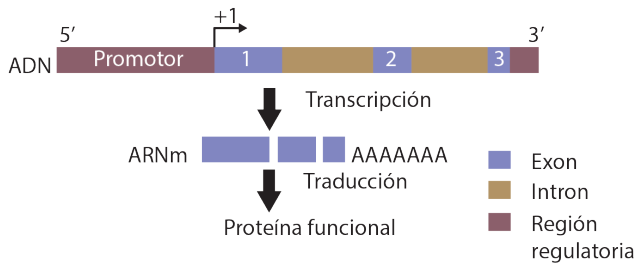 +1
5′ 3′
ADN Promotor 1 2 3
Transcripción
ARNm AAAAAAA
Traducción
Proteína funcional
Exon
Intron
Región
regulatoria